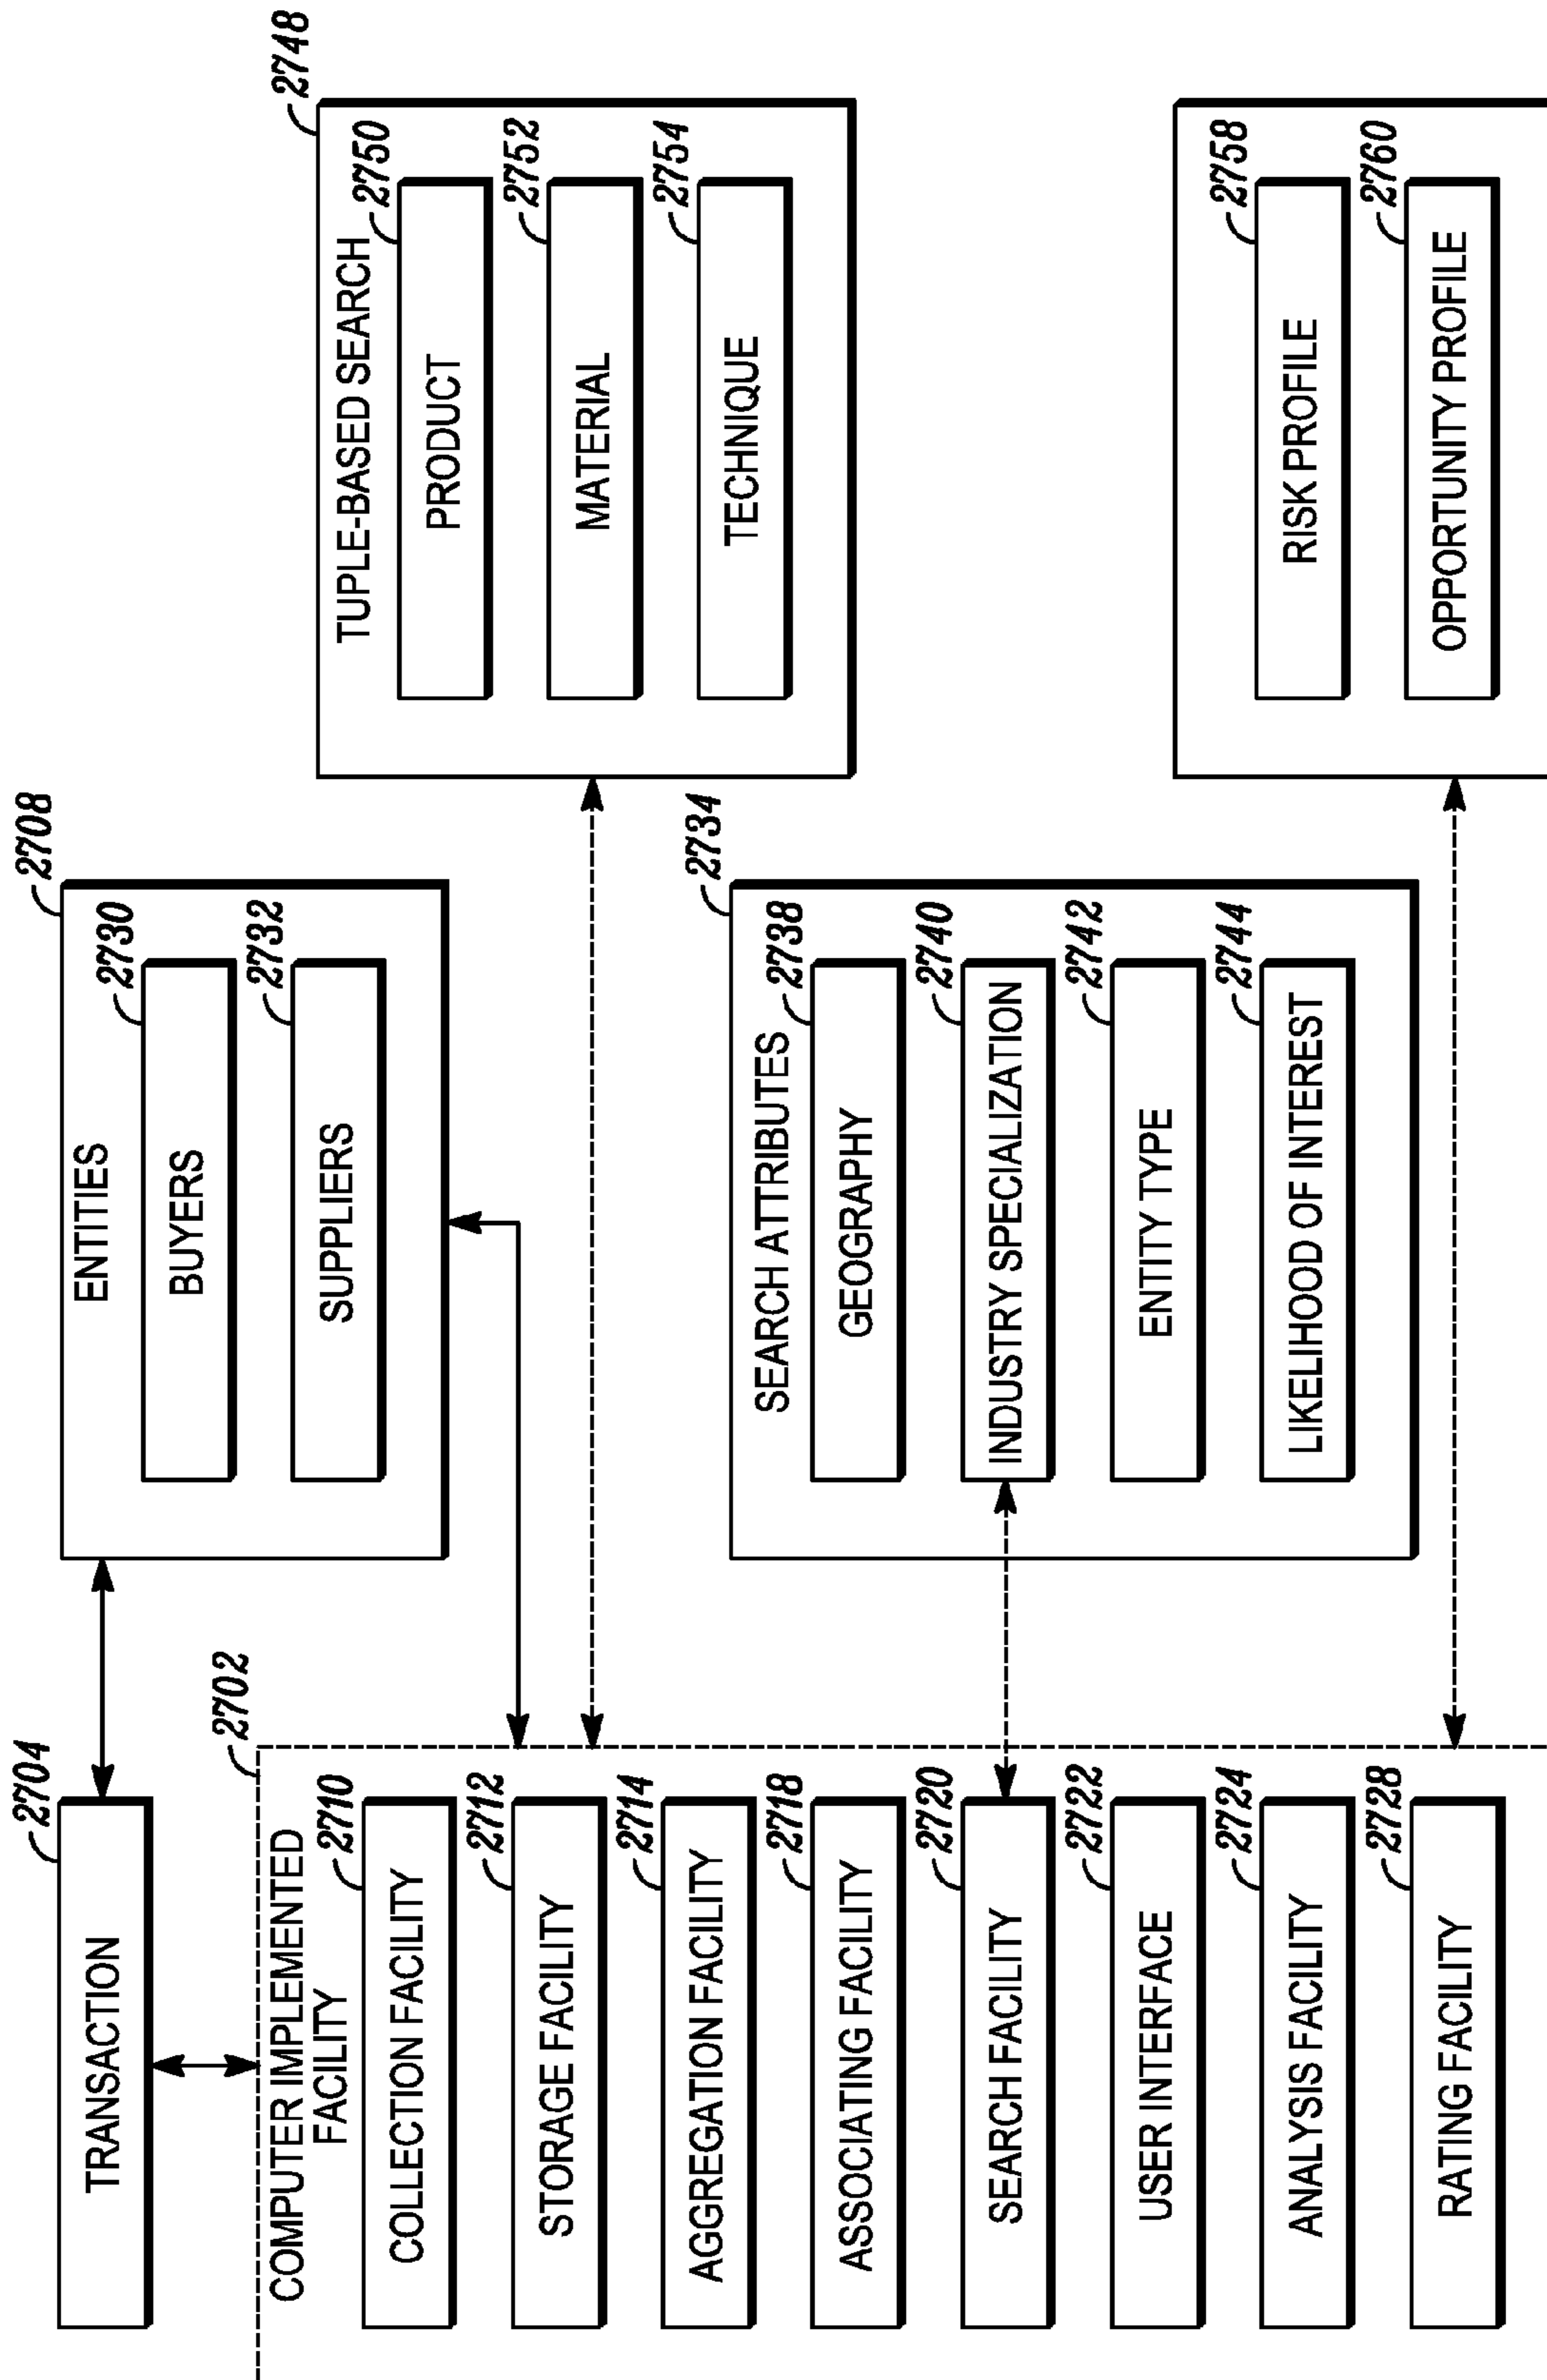 2704
TRANSACTION
2702
COMPUTER IMPLEMENTED
FACILITY
2710
COLLECTION FACILITY
2712
STORAGE FACILITY
2714
AGGREGATION FACILITY
2718
ASSOCIATING FACILITY
2720
SEARCH FACILITY
2722
USER INTERFACE
2724
ANALYSIS FACILITY
2728
RATING FACILITY
2708
ENTITIES
2730
BUYERS
2732
SUPPLIERS
2734
SEARCH ATTRIBUTES
2738
GEOGRAPHY
2740
INDUSTRY SPECIALIZATION
2742
ENTITY TYPE
2744
LIKELIHOOD OF INTEREST
2748
TUPLE-BASED SEARCH
2750
PRODUCT
2752
MATERIAL
2754
TECHNIQUE
2758
RISK PROFILE
2760
OPPORTUNITY PROFILE